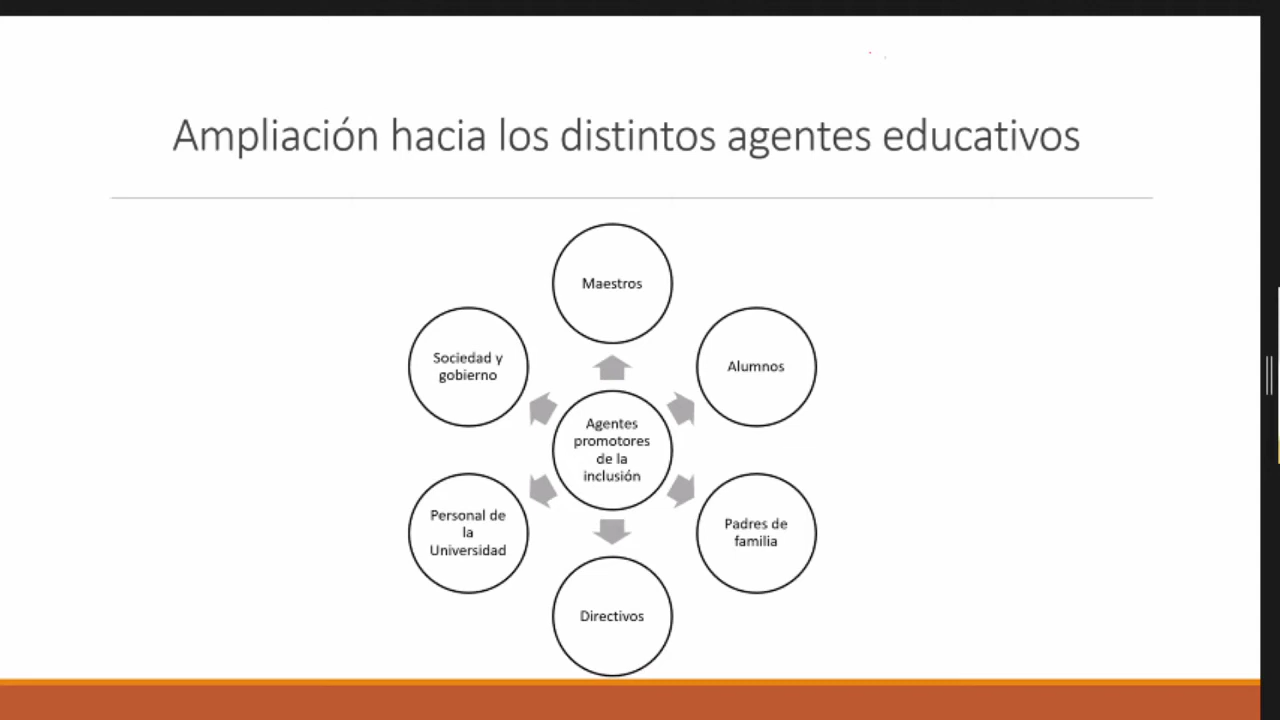 Ampliación hacia los distintos agentes educativos
Maestros
Sociedad y
gobierno
Alumnos
Agentes
promotores
de la
inclusión
Personal de
la
Universidad
Padres de
familia
Directivos